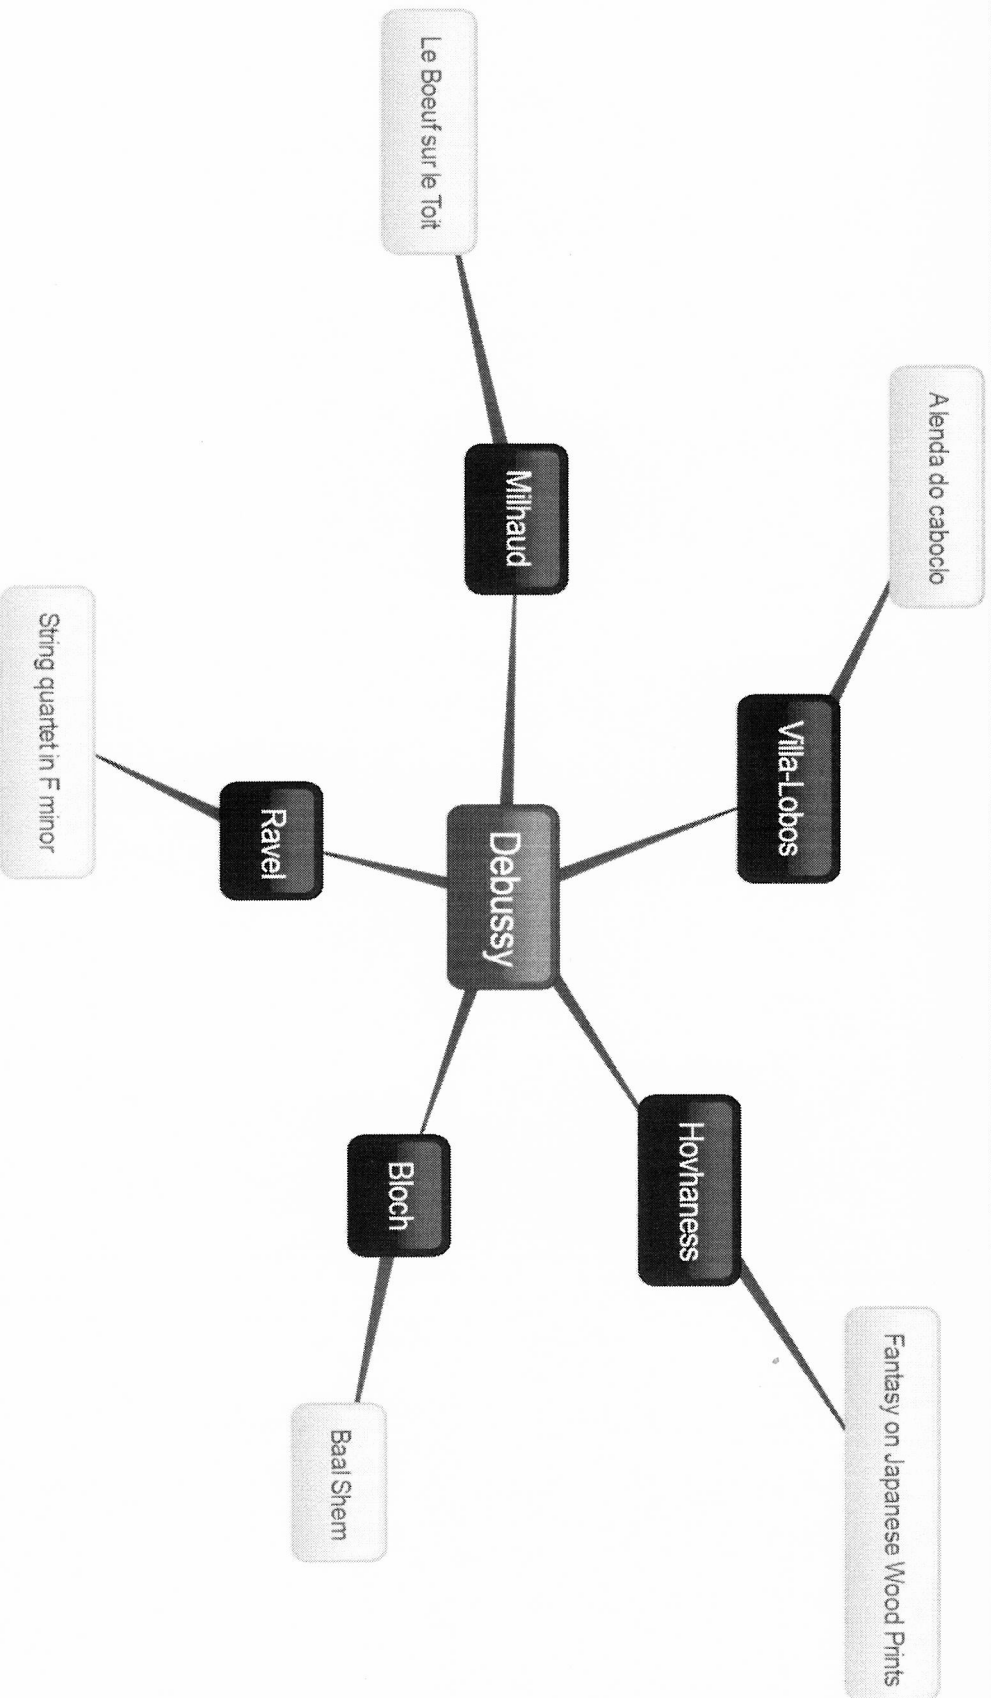 A lenda do caboclo
Fantasy on Japanese Wood Prints
Villa-Lobos
Hovhaness
Le Boeuf sur le Toit
Milhaud
Debussy
Bloch
Baal Shem
Ravel
String quartet in F minor